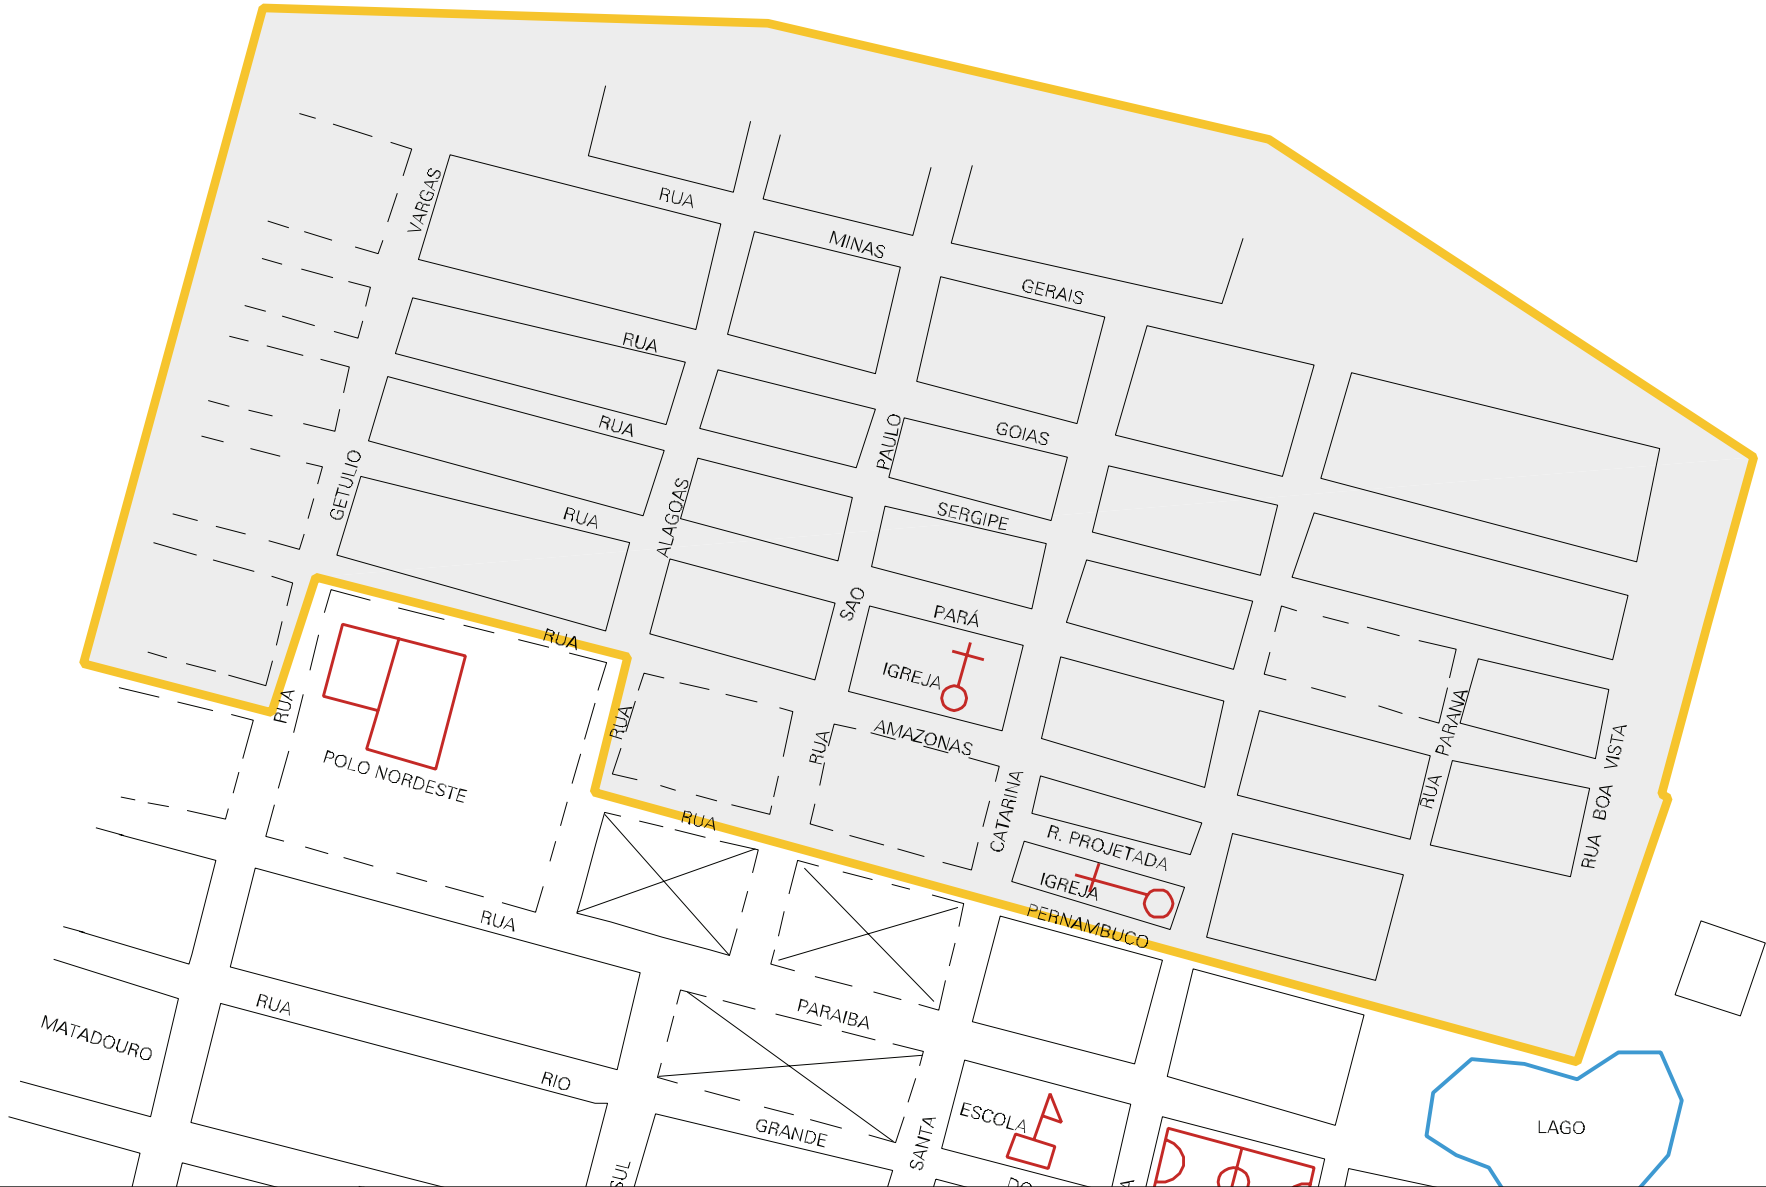 VARGAS
RUA
MINAS
GERAIS
RUA
GOIAS
PAULO
RUA
SERGIPE
GETULIO
ALAGOAS
RUA
PARÁ
SAO
RUA
IGREJA
RUA
RUA
RUA
AMAZONAS
RUA PARANA
RUA BOA VISTA
POLO NORDESTE
RUA
CATARINA
R. PROJETADA
IGREJA
PERNAMBUCO
RUA
PARAIBA
RUA
MATADOURO
RIO
GRANDE
ESCOLA
SANTA
LAGO
SUL
DO